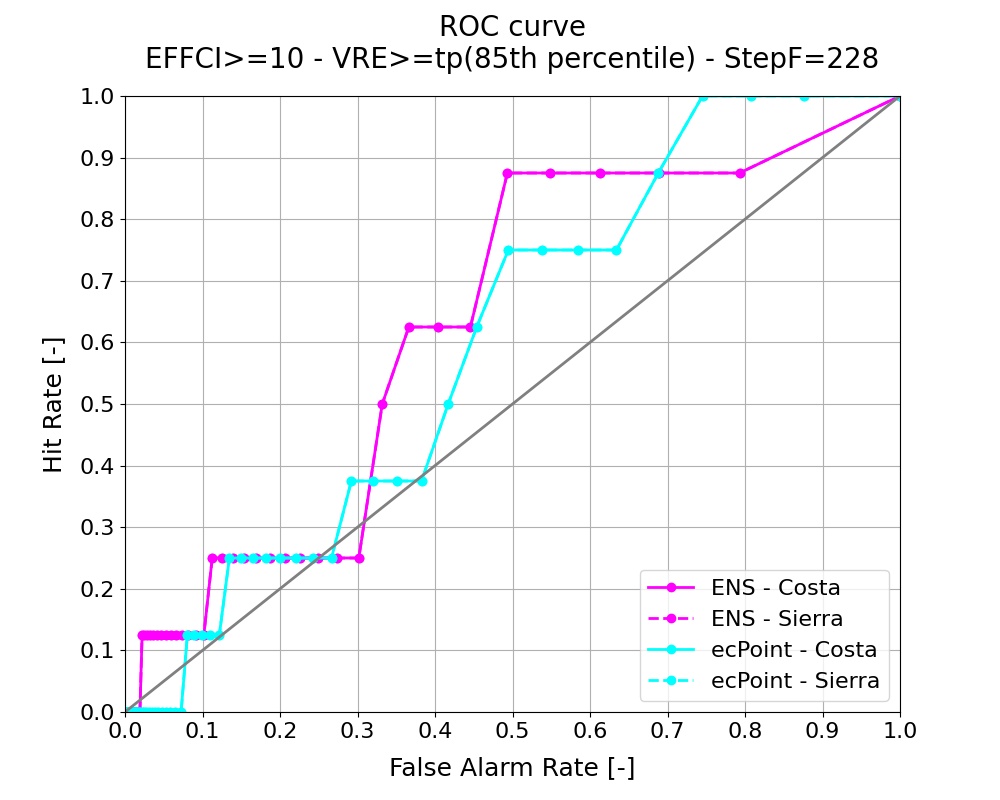 ROC curve
EFFCI>=10 - VRE>=tp(85th percentile) - StepF=228
1.0
0.9
0.8
0.7
0.6
0.5
0.4
0.3
0.2
0.1
0.0
Hit Rate [-]
ENS - Costa
ENS - Sierra
ecPoint - Costa
ecPoint - Sierra
0.0 0.1 0.2 0.3 0.4 0.5 0.6 0.7 0.8 0.9 1.0
False Alarm Rate [-]